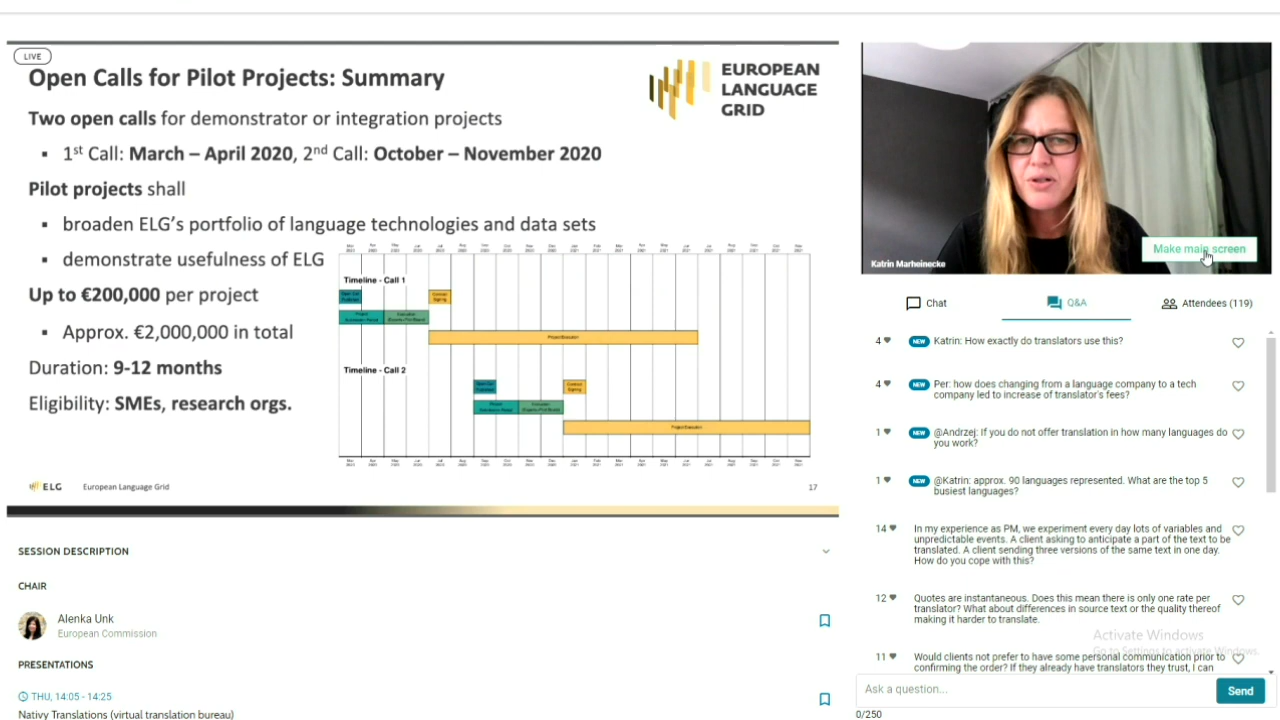 LIVE
Open Calls for Pilot Projects: Summary
EUROPEAN
LANGUAGE
GRID
Two open calls for demonstrator or integration projects
▪ 1st Call: March – April 2020, 2nd Call: October – November 2020
Pilot projects shall
▪ broaden ELG's portfolio of language technologies and data sets
▪ demonstrate usefulness of ELG
Up to €200,000 per project
▪ Approx. €2,000,000 in total
Duration: 9-12 months
Eligibility: SMEs, research orgs.
Timeline - Call 1
Project Execution
Timeline - Call 2
Project Execution
ELG European Language Grid
17
Make main screen
Katrin Marheinecke
Chat
Q&A
Attendees (119)
4 NEW Katrin: How exactly do translators use this?
4 NEW Per: how does changing from a language company to a tech
company led to increase of translator's fees?
1 NEW @Andrzej: If you do not offer translation in how many languages do
you work?
1 NEW @Katrin: approx. 90 languages represented. What are the top 5
busiest languages?
14 In my experience as PM, we experiment every day lots of variables and
unpredictable events. A client asking to anticipate a part of the text to be
translated. A client sending three versions of the same text in one day.
How do you cope with this?
12 Quotes are instantaneous. Does this mean there is only one rate per
translator? What about differences in source text or the quality thereof
making it harder to translate.
Activate Windows
Go to Settings to activate Windows.
11 Would clients not prefer to have some personal communication prior to
confirming the order? If they already have translators they trust, I can
Ask a question...
Send
0/250
SESSION DESCRIPTION
CHAIR
Alenka Unk
European Commission
PRESENTATIONS
THU, 14:05 - 14:25
Nativy Translations (virtual translation bureau)